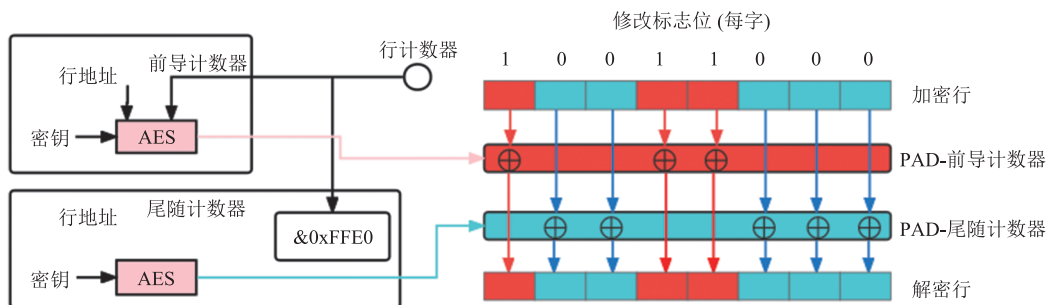 修改标志位 (每字)
1 0 0 1 1 0 0 0
行计数器
前导计数器
行地址
密钥
AES
加密行
PAD-前导计数器
行地址
尾随计数器
&0xFFE0
密钥
AES
PAD-尾随计数器
解密行